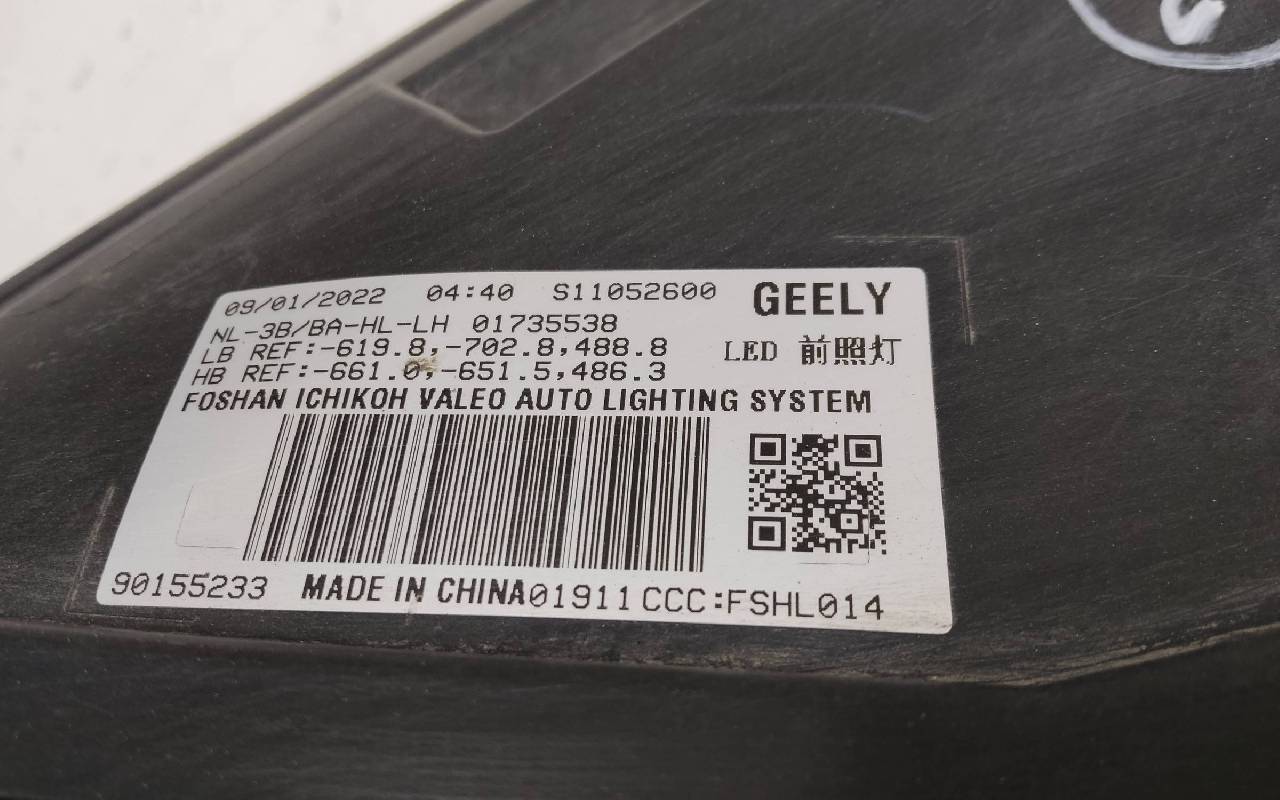 09/01/2022 04:40 S11052600 GEELY
NL-3B/BA-HL-LH 01735538
LB REF:-619.8,-702.8,488.8 LED 前照灯
HB REF:-661.0,-651.5,486.3
FOSHAN ICHIKOH VALEO AUTO LIGHTING SYSTEM
90155233 MADE IN CHINA 01911 CCC:FSHL014